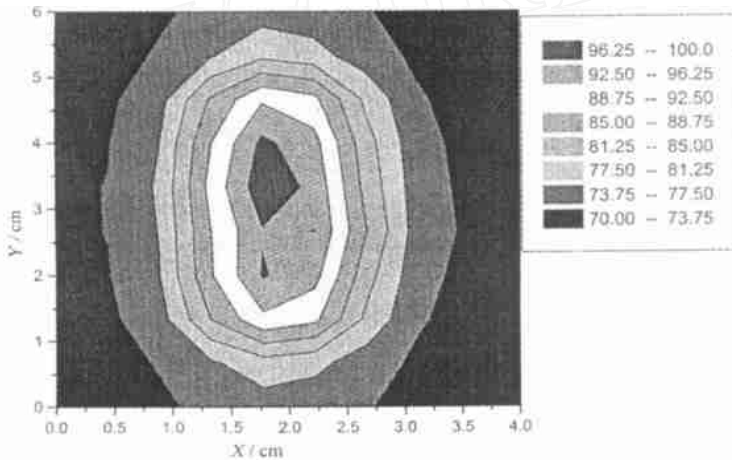 6
5
4
3
2
1
0
Y / cm
0.0 0.5 1.0 1.5 2.0 2.5 3.0 3.5 4.0
X / cm
96.25 -- 100.0
92.50 -- 96.25
88.75 -- 92.50
85.00 -- 88.75
81.25 -- 85.00
77.50 -- 81.25
73.75 -- 77.50
70.00 -- 73.75